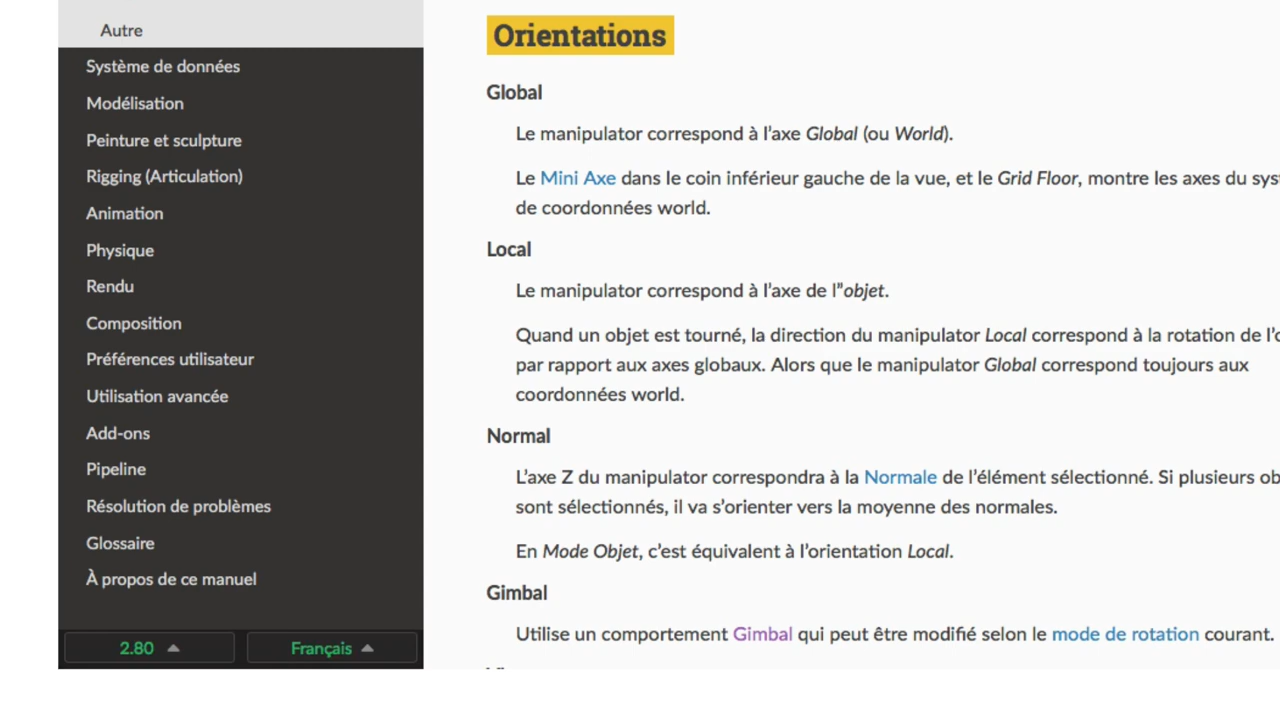 Autre
Système de données
Modélisation
Peinture et sculpture
Rigging (Articulation)
Animation
Physique
Rendu
Composition
Préférences utilisateur
Utilisation avancée
Add-ons
Pipeline
Résolution de problèmes
Glossaire
À propos de ce manuel
2.80
Français
Orientations
Global
Le manipulator correspond à l’axe Global (ou World).
Le Mini Axe dans le coin inférieur gauche de la vue, et le Grid Floor, montre les axes du
de coordonnées world.
Local
Le manipulator correspond à l’axe de l’’objet.
Quand un objet est tourné, la direction du manipulator Local correspond à la rotation de
par rapport aux axes globaux. Alors que le manipulator Global correspond toujours aux
coordonnées world.
Normal
L’axe Z du manipulator correspondra à la Normale de l’élément sélectionné. Si plusieurs
sont sélectionnés, il va s’orienter vers la moyenne des normales.
En Mode Objet, c’est équivalent à l’orientation Local.
Gimbal
Utilise un comportement Gimbal qui peut être modifié selon le mode de rotation courant.